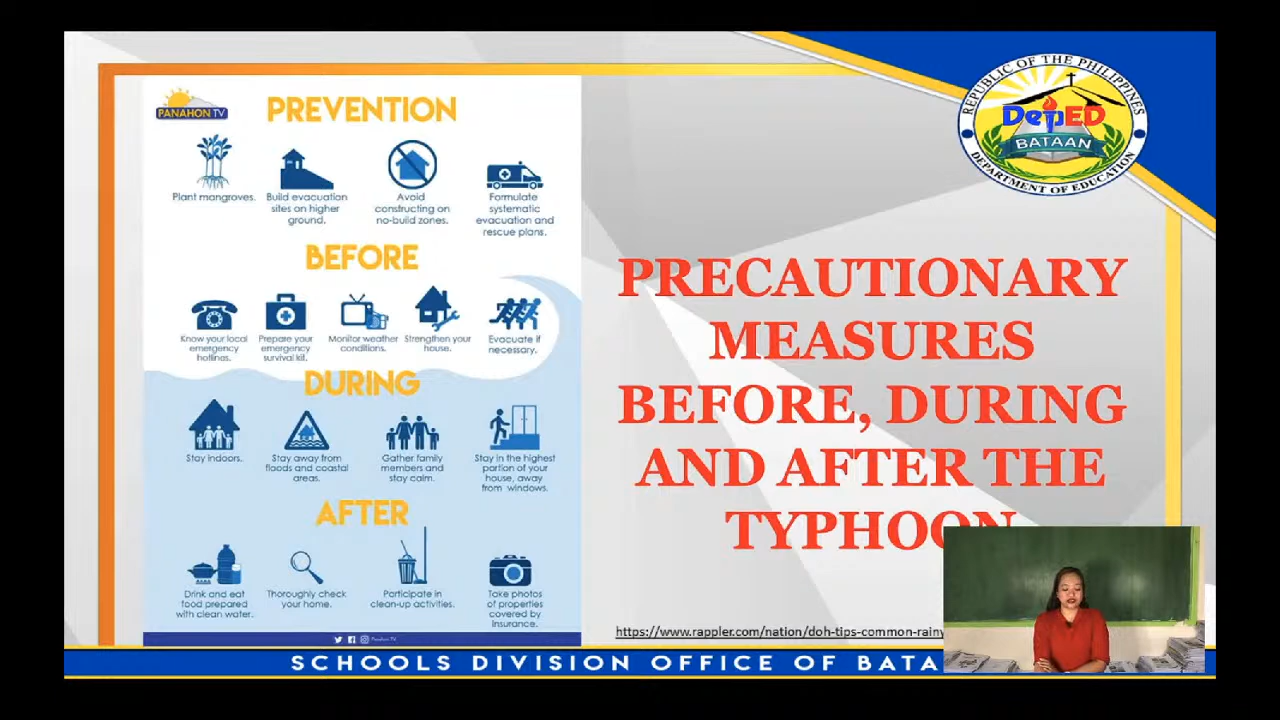 PANAHON TV
PREVENTION
Plant mangroves.
Build evacuation
sites on higher
ground.
Avoid
constructing on
no-build zones.
Formulate
systematic
evacuation and
rescue plans.
BEFORE
Know your local
emergency
hotlines.
Prepare your
emergency
survival kit.
Monitor weather
conditions.
Strengthen your
house.
Evacuate if
necessary.
DURING
Stay indoors.
Stay away from
floods and coastal
areas.
Gather family
members and
stay calm.
Stay in the highest
portion of your
house, away
from windows.
AFTER
Drink and eat
food prepared
with clean water.
Thoroughly check
your home.
Participate in
clean-up activities.
Take photos
of properties
covered by
insurance.
Panahon TV
REPUBLIC OF THE PHILIPPINES
DepED
BATAAN
DEPARTMENT OF EDUCATION
PRECAUTIONARY
MEASURES
BEFORE, DURING
AND AFTER THE
TYPHOON
https://www.rappler.com/nation/doh-tips-common-rainy
SCHOOLS DIVISION OFFICE OF BATA